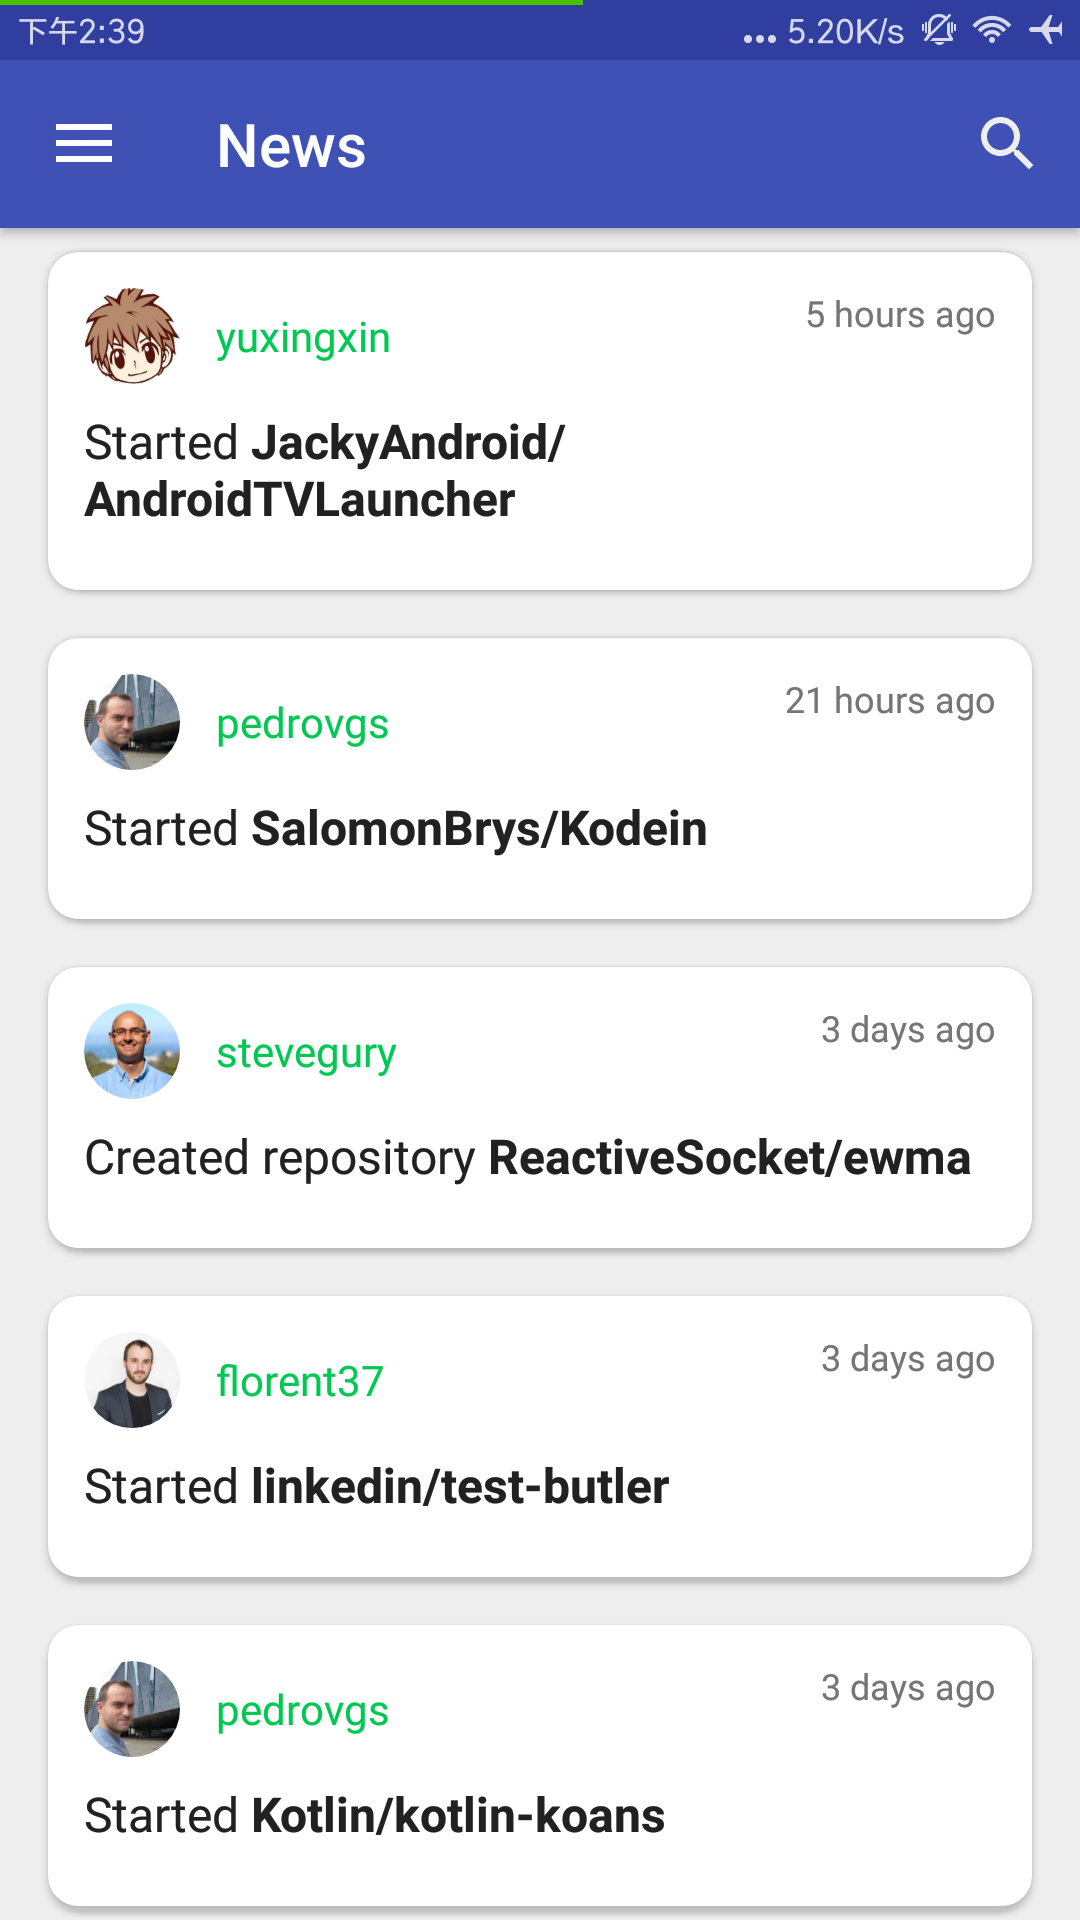 下午2:39
... 5.20K/s
News
yuxingxin
5 hours ago
Started JackyAndroid/
AndroidTVLauncher
pedrovgs
21 hours ago
Started SalomonBrys/Kodein
stevegury
3 days ago
Created repository ReactiveSocket/ewma
florent37
3 days ago
Started linkedin/test-butler
pedrovgs
3 days ago
Started Kotlin/kotlin-koans